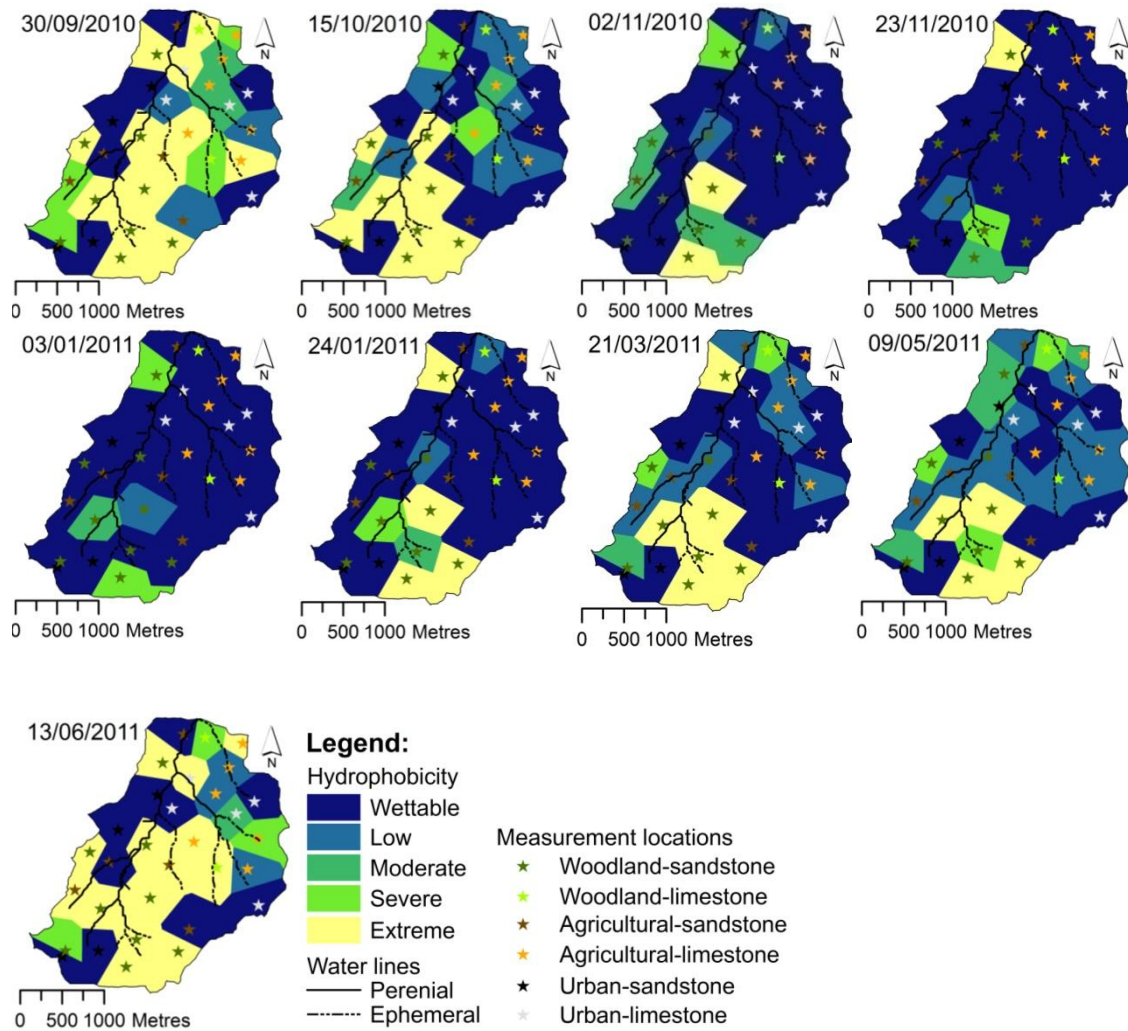 30/09/2010
N
0 500 1000 Metres
15/10/2010
N
0 500 1000 Metres
02/11/2010
N
0 500 1000 Metres
23/11/2010
N
0 500 1000 Metres
03/01/2011
N
0 500 1000 Metres
24/01/2011
N
0 500 1000 Metres
21/03/2011
N
0 500 1000 Metres
09/05/2011
N
0 500 1000 Metres
13/06/2011
N
0 500 1000 Metres
Legend:
Hydrophobicity
Wettable
Low
Moderate
Severe
Extreme
Water lines
Perenial
Ephemeral
Measurement locations
Woodland-sandstone
Woodland-limestone
Agricultural-sandstone
Agricultural-limestone
Urban-sandstone
Urban-limestone